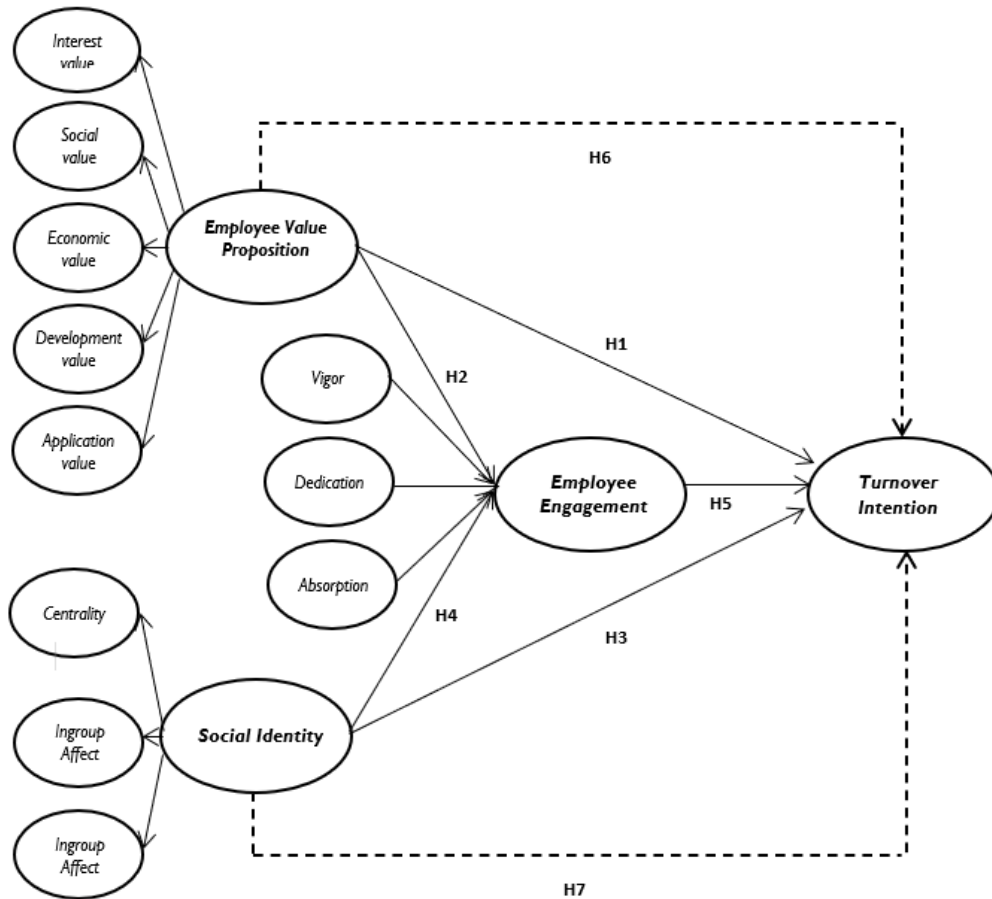 Interest
value
Social
value
H6
Employee Value
Proposition
Economic
value
Development
value
H1
Vigor
H2
Application
value
Dedication
Employee
Engagement
H5
Turnover
Intention
Absorption
Centrality
H4
H3
Ingroup
Affect
Social Identity
Ingroup
Affect
H7